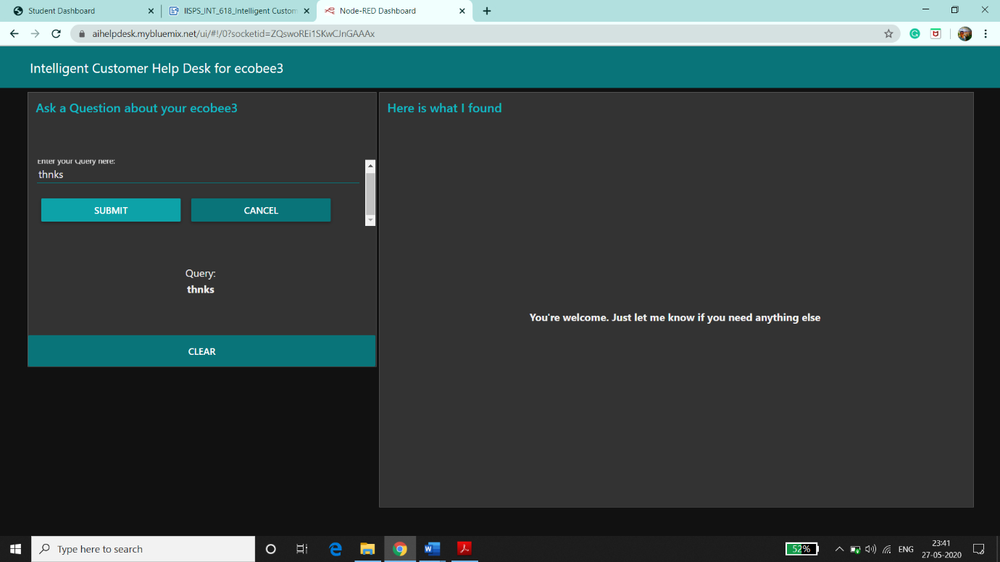 Student Dashboard
IISPS_INT_618_Intelligent Custom
Node-RED Dashboard
aihelpdesk.mybluemix.net/ui/#!/0?socketid=ZQswoREi1SKwCJnGAAAx
Intelligent Customer Help Desk for ecobee3
Ask a Question about your ecobee3
Enter your Query here:
thnks
SUBMIT CANCEL
Query:
thnks
CLEAR
Here is what I found
You're welcome. Just let me know if you need anything else
Type here to search
52%
ENG
23:41
27-05-2020